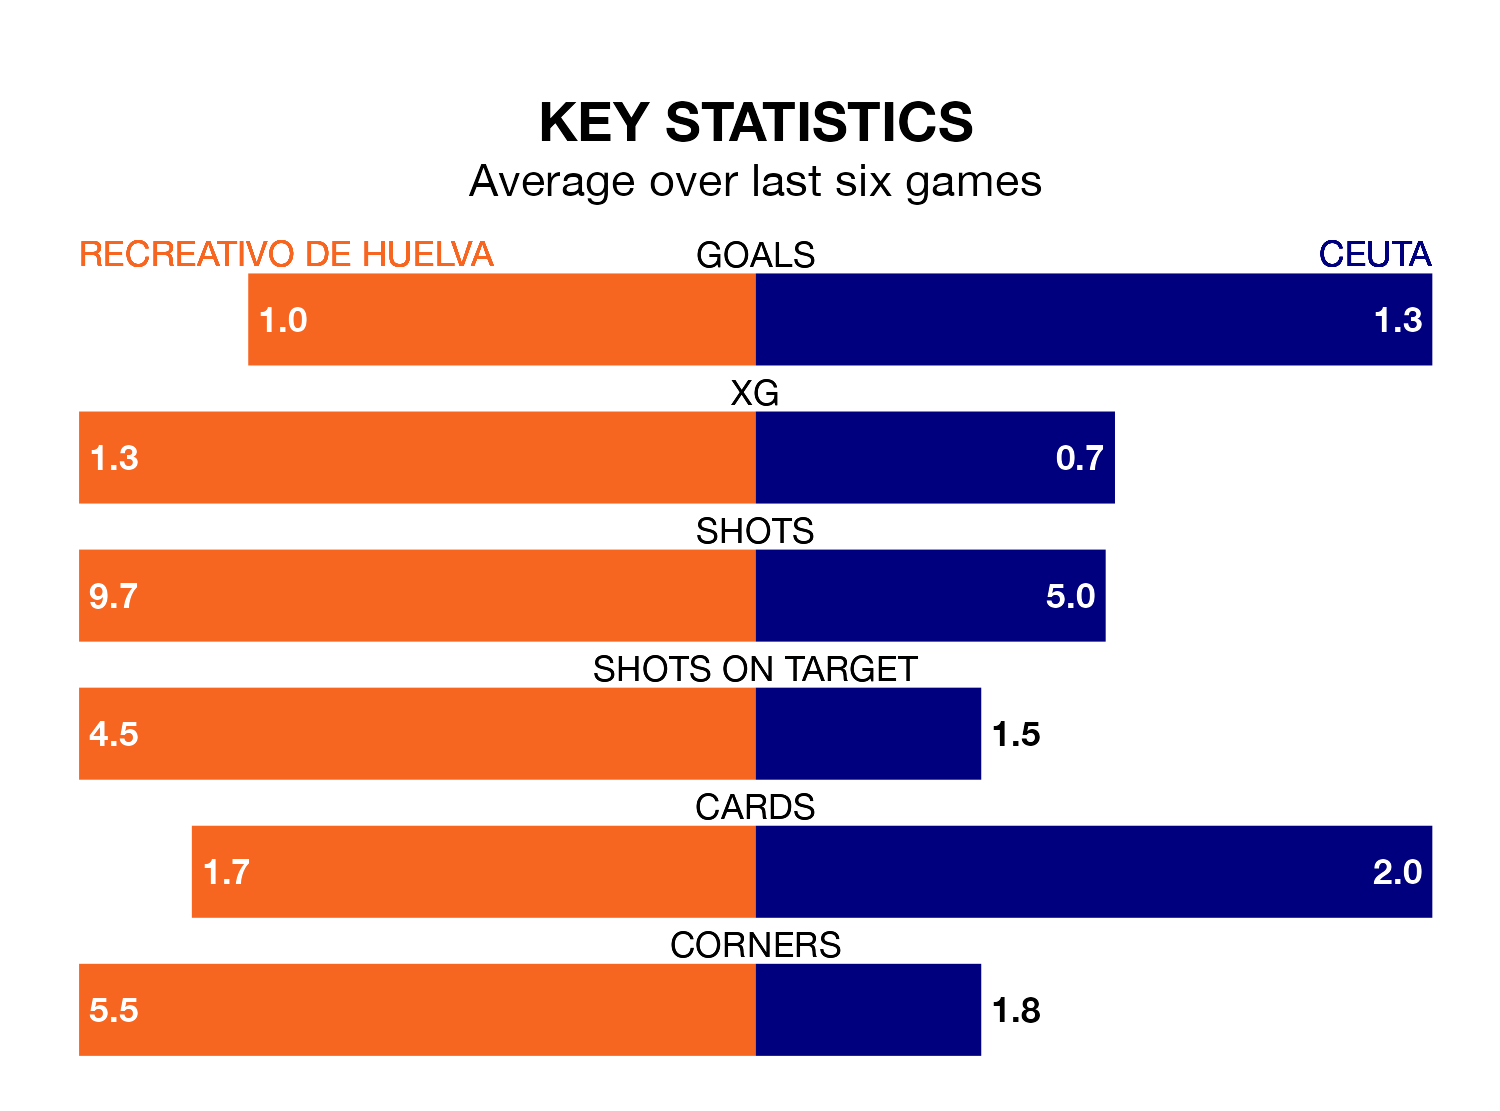 KEY STATISTICS
Average over last six games
RECREATIVO DE HUELVA GOALS CEUTA
1.0 1.3
XG
1.3 0.7
SHOTS
9.7 5.0
SHOTS ON TARGET
4.5 1.5
CARDS
1.7 2.0
CORNERS
5.5 1.8